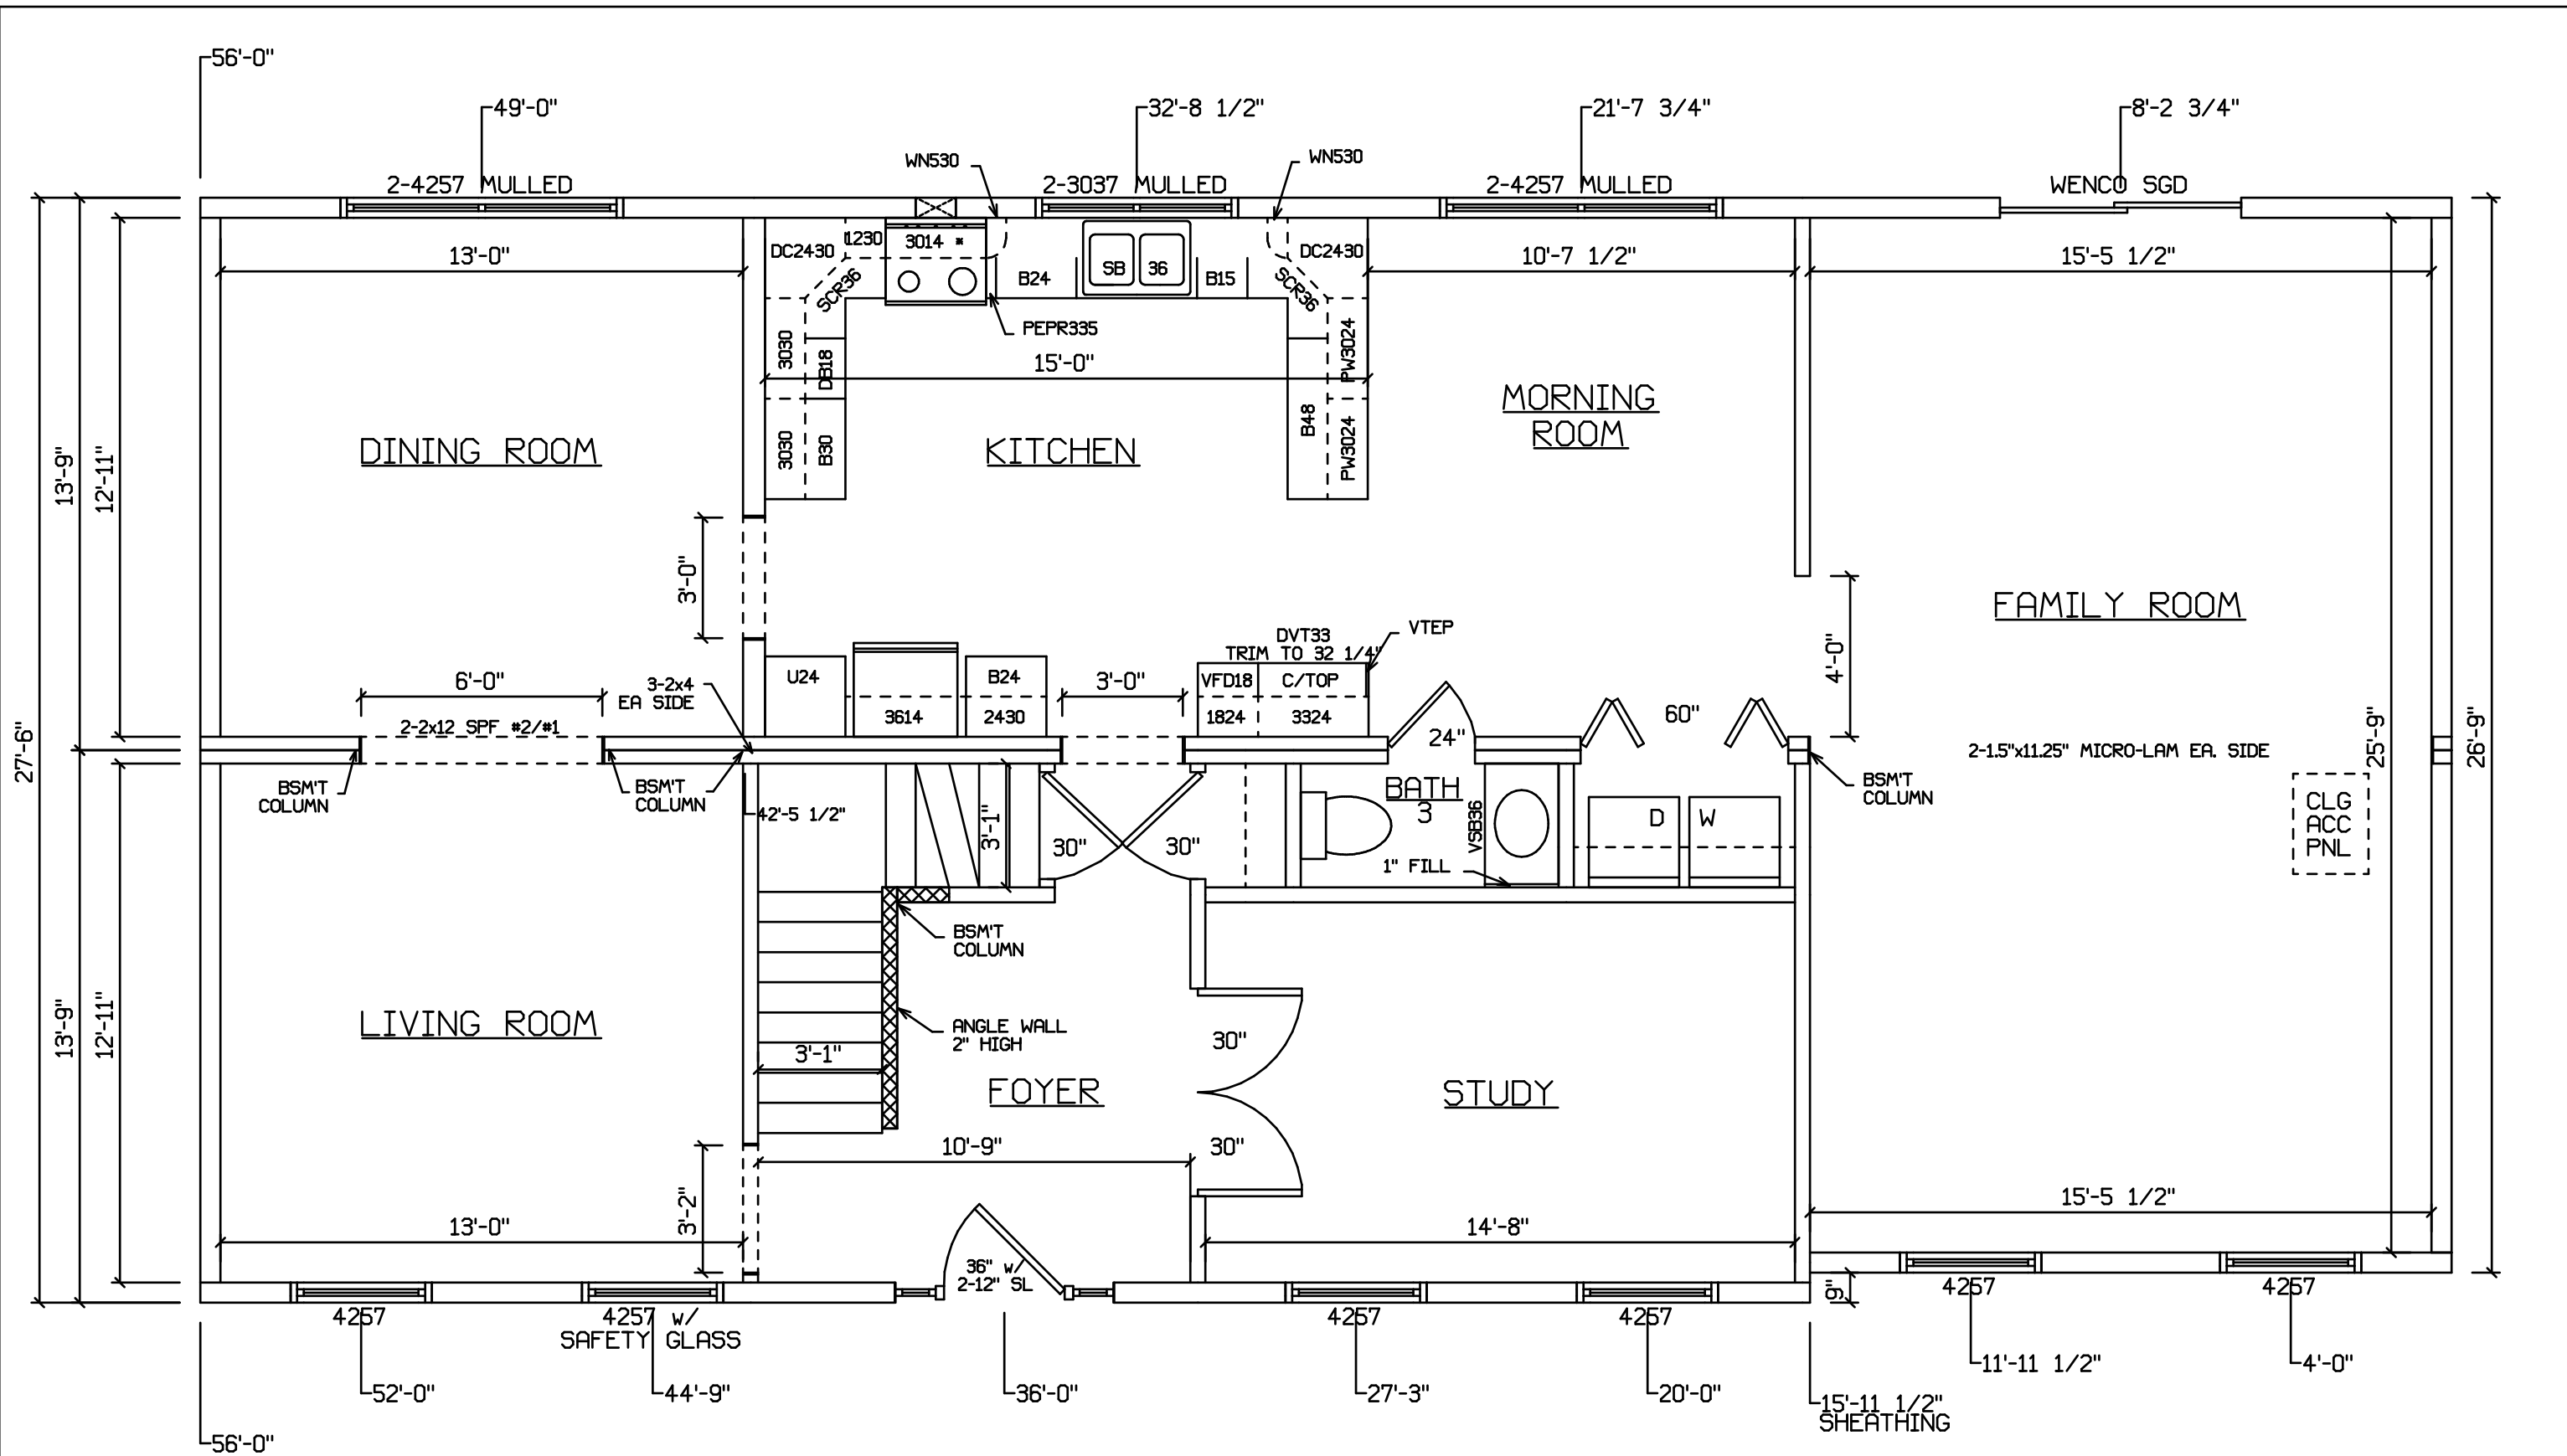 56'-0"
49'-0"
32'-8 1/2"
21'-7 3/4"
8'-2 3/4"
WN530
WN530
2-4257 MULLED
2-3037 MULLED
2-4257 MULLED
WENCO SGD
13'-0"
DC2430
1230
3014 *
B24
SB 36
B15
DC2430
10'-7 1/2"
15'-5 1/2"
SCR36
SCR36
PEPR335
3030
DB18
15'-0"
PW3024
MORNING
ROOM
DINING ROOM
3030
B30
KITCHEN
B48
PW3024
13'-9"
12'-11"
3'-0"
FAMILY ROOM
DVT33
TRIM TO 32 1/4"
VTEP
4'-0"
6'-0"
3-2x4
EA SIDE
U24
B24
3'-0"
VFD18
C/TOP
2-2x12 SPF #2/#1
3614
2430
1824
3324
24"
60"
27'-6"
2-1.5"x11.25" MICRO-LAM EA. SIDE
25'-9"
26'-9"
BSM'T
COLUMN
BSM'T
COLUMN
42'-5 1/2"
3'-1"
30"
30"
BATH
3
VSB36
1" FILL
D
W
BSM'T
COLUMN
CLG
ACC
PNL
BSM'T
COLUMN
13'-9"
12'-11"
LIVING ROOM
ANGLE WALL
2" HIGH
3'-1"
30"
FOYER
STUDY
10'-9"
30"
3'-2"
13'-0"
14'-8"
15'-5 1/2"
36" w/
2-12" SL
9"
4257
4257 w/
SAFETY GLASS
4257
4257
4257
4257
52'-0"
44'-9"
36'-0"
27'-3"
20'-0"
11'-11 1/2"
4'-0"
15'-11 1/2"
SHEATHING
56'-0"